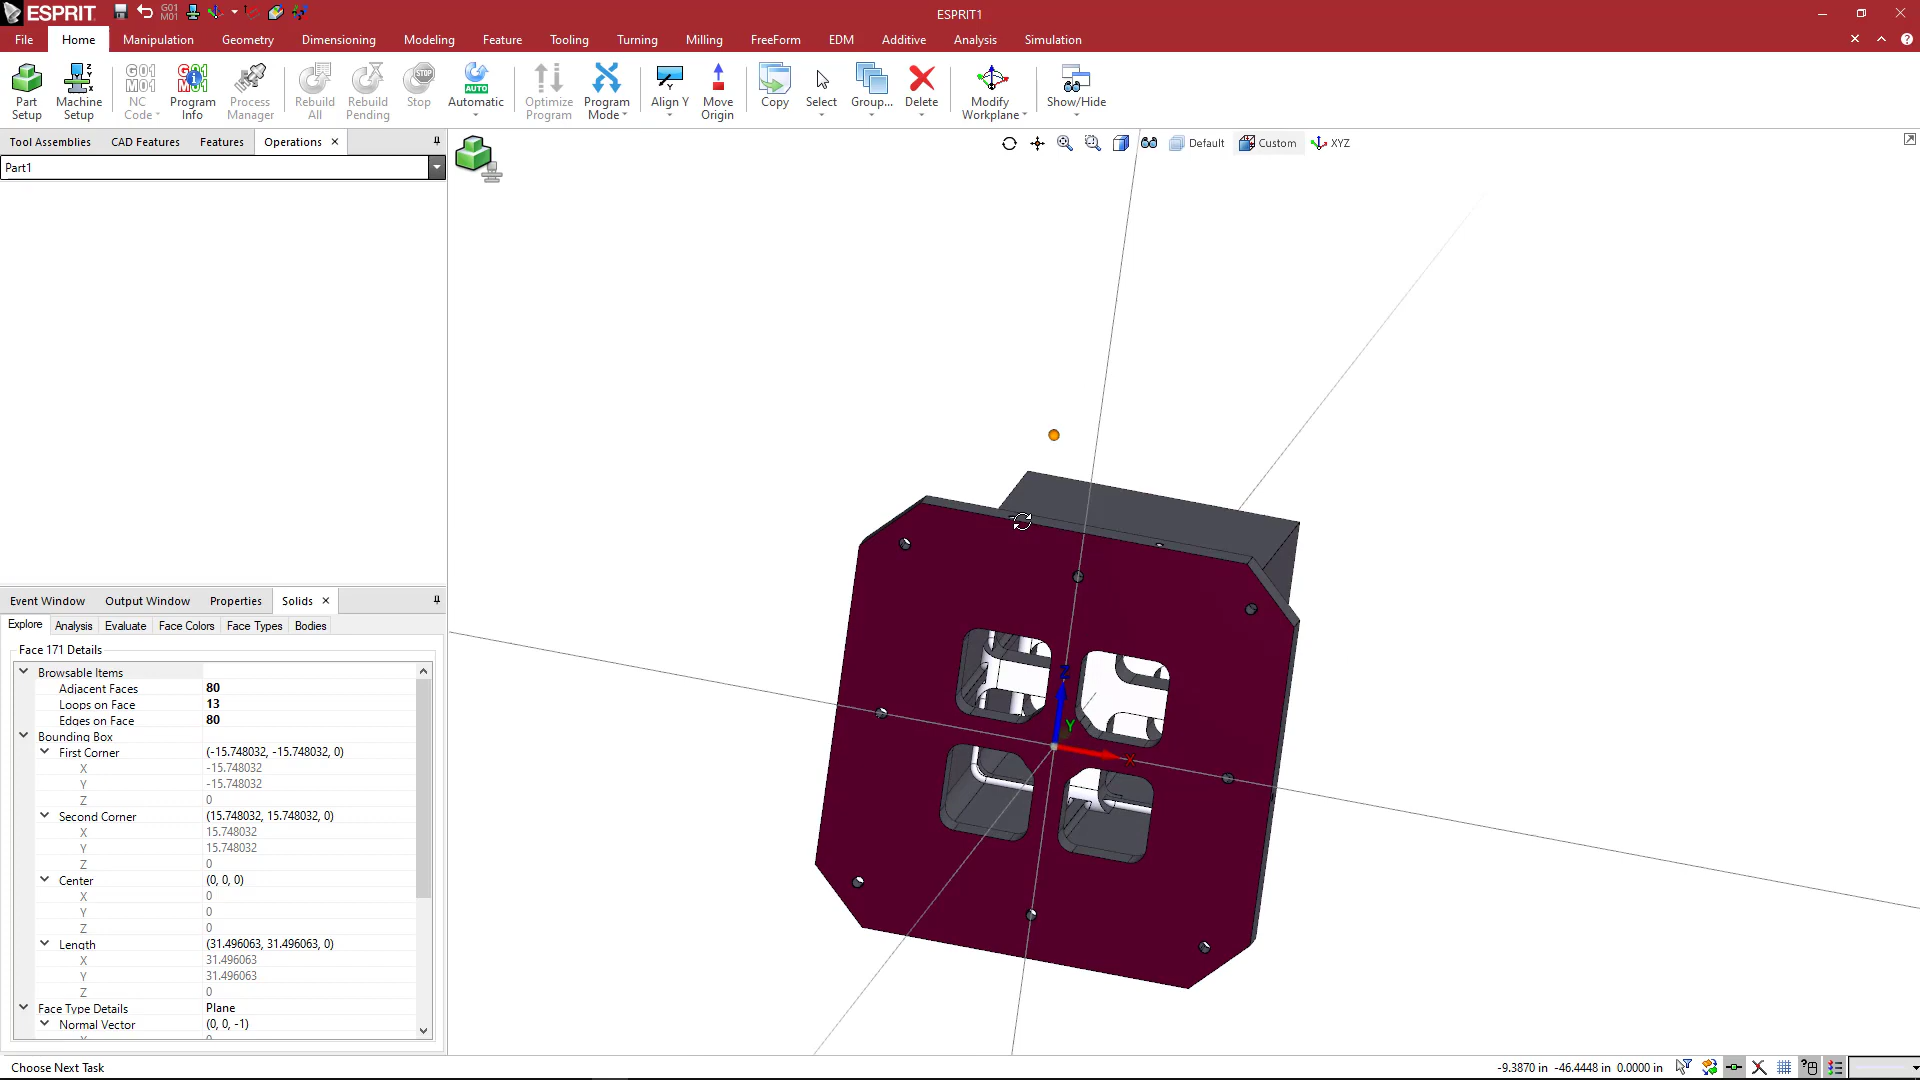 ESPRIT
G01
M01
ESPRIT1
File Home Manipulation Geometry Dimensioning Modeling Feature Tooling Turning Milling FreeForm EDM Additive Analysis Simulation
Part Setup
Machine Setup
G01 M01 NC Code
G01 M01 Program Info
Process Manager
Rebuild All
Rebuild Pending
STOP Stop
AUTO Automatic
Optimize Program
Program Mode
Align Y
Move Origin
Copy
Select
Group...
Delete
Modify Workplane
Show/Hide
Tool Assemblies CAD Features Features Operations
Default Custom XYZ
Part1
Z
Y
X
Event Window Output Window Properties Solids
Explore Analysis Evaluate Face Colors Face Types Bodies
Face 171 Details
Browsable Items
Adjacent Faces 80
Loops on Face 13
Edges on Face 80
Bounding Box
First Corner (-15.748032, -15.748032, 0)
X -15.748032
Y -15.748032
Z 0
Second Corner (15.748032, 15.748032, 0)
X 15.748032
Y 15.748032
Z 0
Center (0, 0, 0)
X 0
Y 0
Z 0
Length (31.496063, 31.496063, 0)
X 31.496063
Y 31.496063
Z 0
Face Type Details Plane
Normal Vector (0, 0, -1)
Choose Next Task
-9.3870 in -46.4448 in 0.0000 in